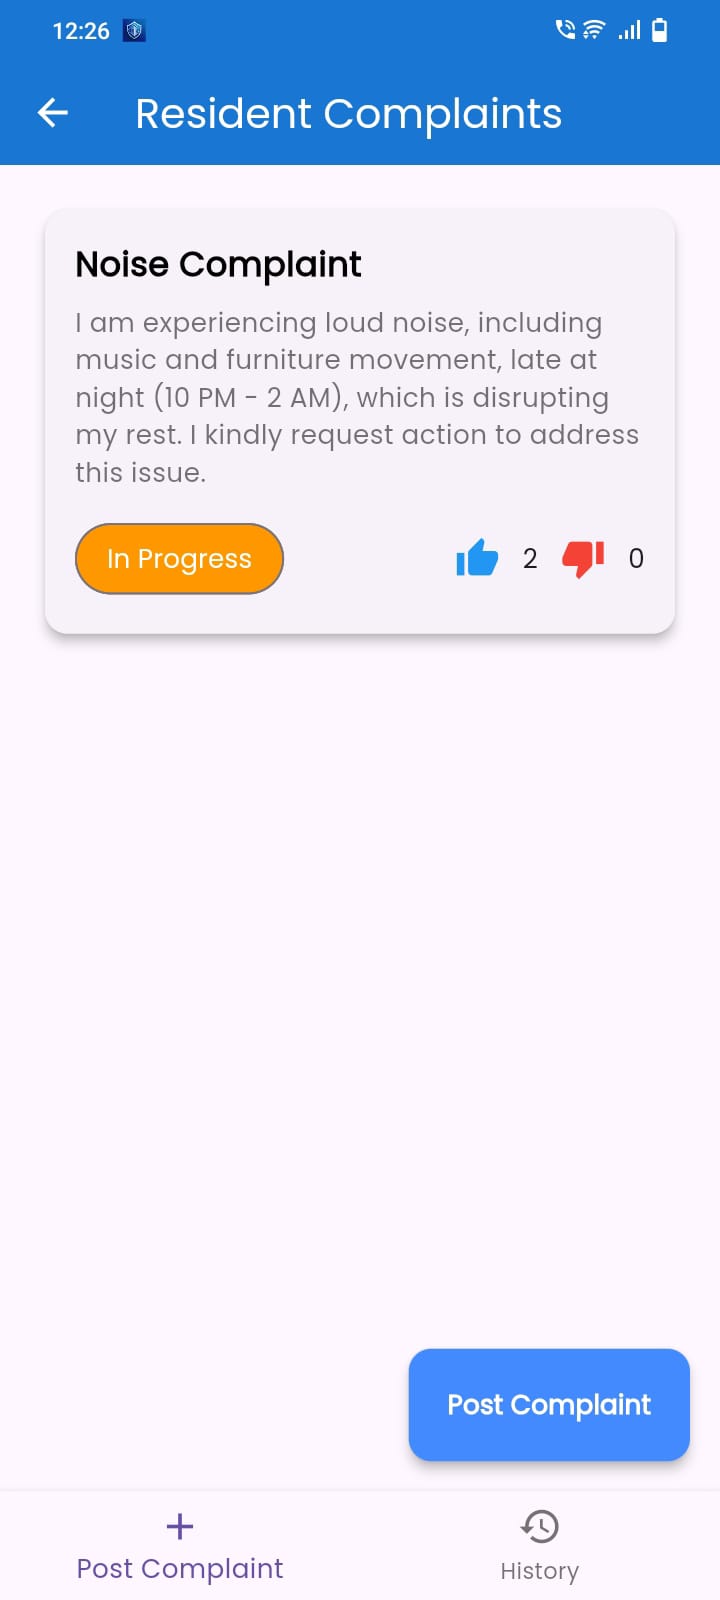 12:26
Resident Complaints
Noise Complaint
I am experiencing loud noise, including
music and furniture movement, late at
night (10 PM - 2 AM), which is disrupting
my rest. I kindly request action to address
this issue.
In Progress
2
0
Post Complaint
Post Complaint
History